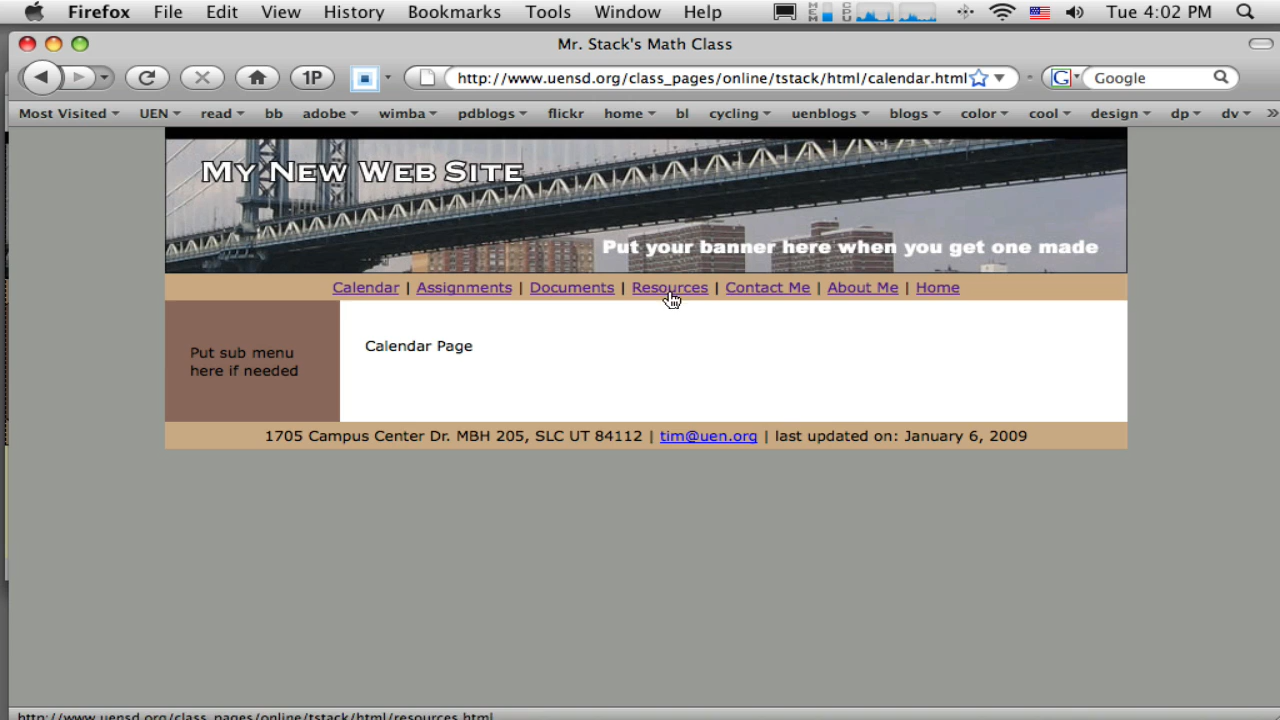 Firefox File Edit View History Bookmarks Tools Window Help MEM CPU Tue 4:02 PM
Mr. Stack's Math Class
1P http://www.uensd.org/class_pages/online/tstack/html/calendar.html G Google
Most Visited UEN read bb adobe wimba pdblogs flickr home bl cycling uenblogs blogs color cool design dp dv »
My New Web Site
Put your banner here when you get one made
Calendar | Assignments | Documents | Resources | Contact Me | About Me | Home
Calendar Page
Put sub menu
here if needed
1705 Campus Center Dr. MBH 205, SLC UT 84112 | tim@uen.org | last updated on: January 6, 2009
http://www.uensd.org/class_pages/online/tstack/html/resources.html